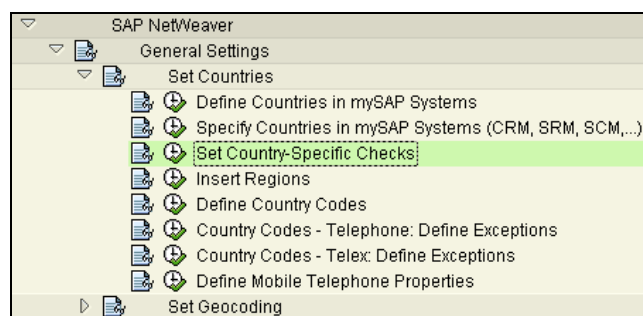 SAP NetWeaver
General Settings
Set Countries
Define Countries in mySAP Systems
Specify Countries in mySAP Systems (CRM, SRM, SCM,...)
Set Country-Specific Checks
Insert Regions
Define Country Codes
Country Codes - Telephone: Define Exceptions
Country Codes - Telex: Define Exceptions
Define Mobile Telephone Properties
Set Geocoding